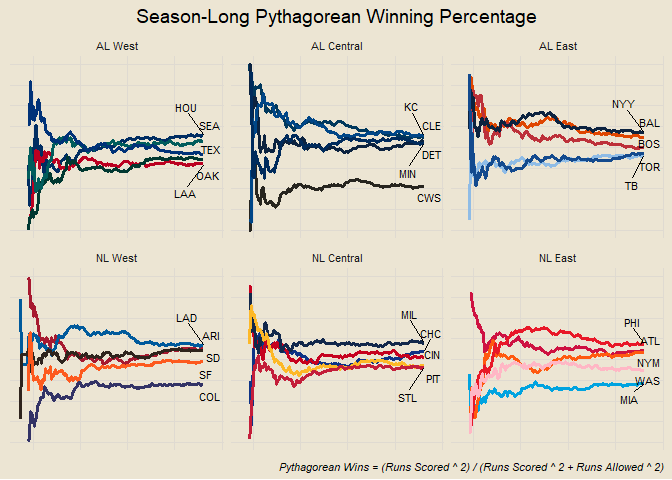 Season-Long Pythagorean Winning Percentage
AL West
AL Central
AL East
HOU
SEA
TEX
OAK
LAA
KC
CLE
DET
MIN
CWS
NYY
BAL
BOS
TOR
TB
NL West
NL Central
NL East
LAD
ARI
SD
SF
COL
MIL
CHC
CIN
PIT
STL
PHI
ATL
NYM
WAS
MIA
Pythagorean Wins = (Runs Scored ^ 2) / (Runs Scored ^ 2 + Runs Allowed ^ 2)